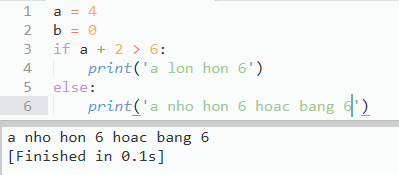 1 a = 4
2 b = 0
3 if a + 2 > 6:
4     print('a lon hon 6')
5 else:
6     print('a nho hon 6 hoac bang 6')
a nho hon 6 hoac bang 6
[Finished in 0.1s]